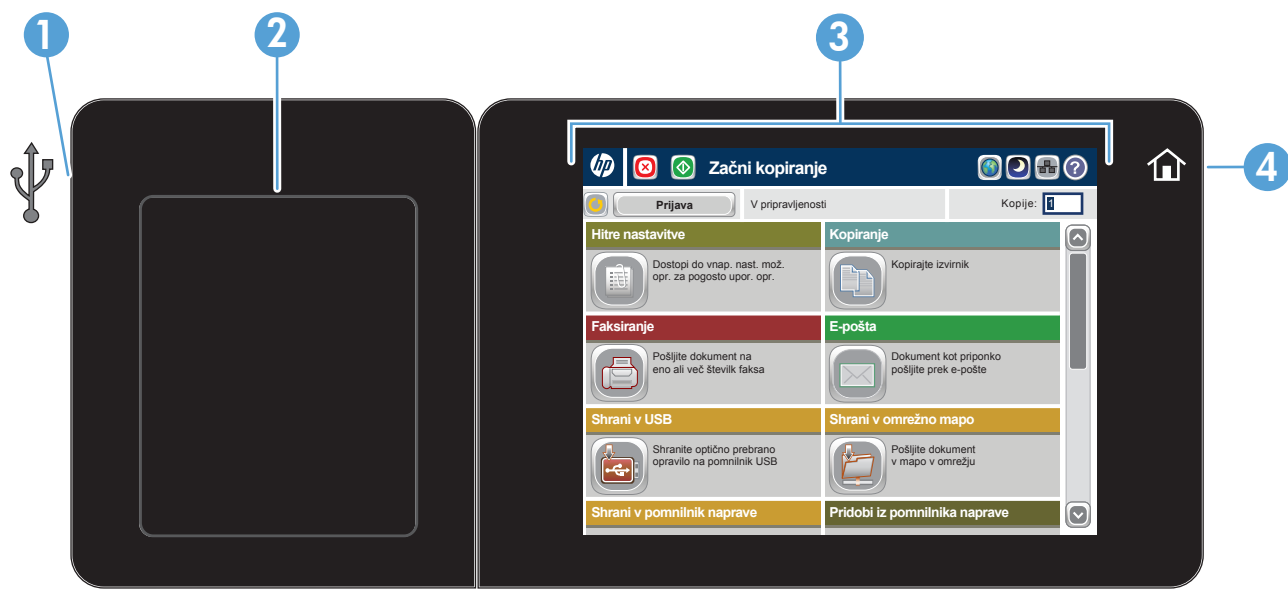 1
2
3
4
hp
Začni kopiranje
?
Prijava
V pripravljenosti
Kopije: 1
Hitre nastavitve
Dostopi do vnap. nast. mož.
opr. za pogosto upor. opr.
Kopiranje
Kopirajte izvirnik
Faksiranje
Pošljite dokument na
eno ali več številk faksa
E-pošta
Dokument kot priponko
pošljite prek e-pošte
Shrani v USB
Shranite optično prebrano
opravilo na pomnilnik USB
Shrani v omrežno mapo
Pošljite dokument
v mapo v omrežju
Shrani v pomnilnik naprave
Pridobi iz pomnilnika naprave